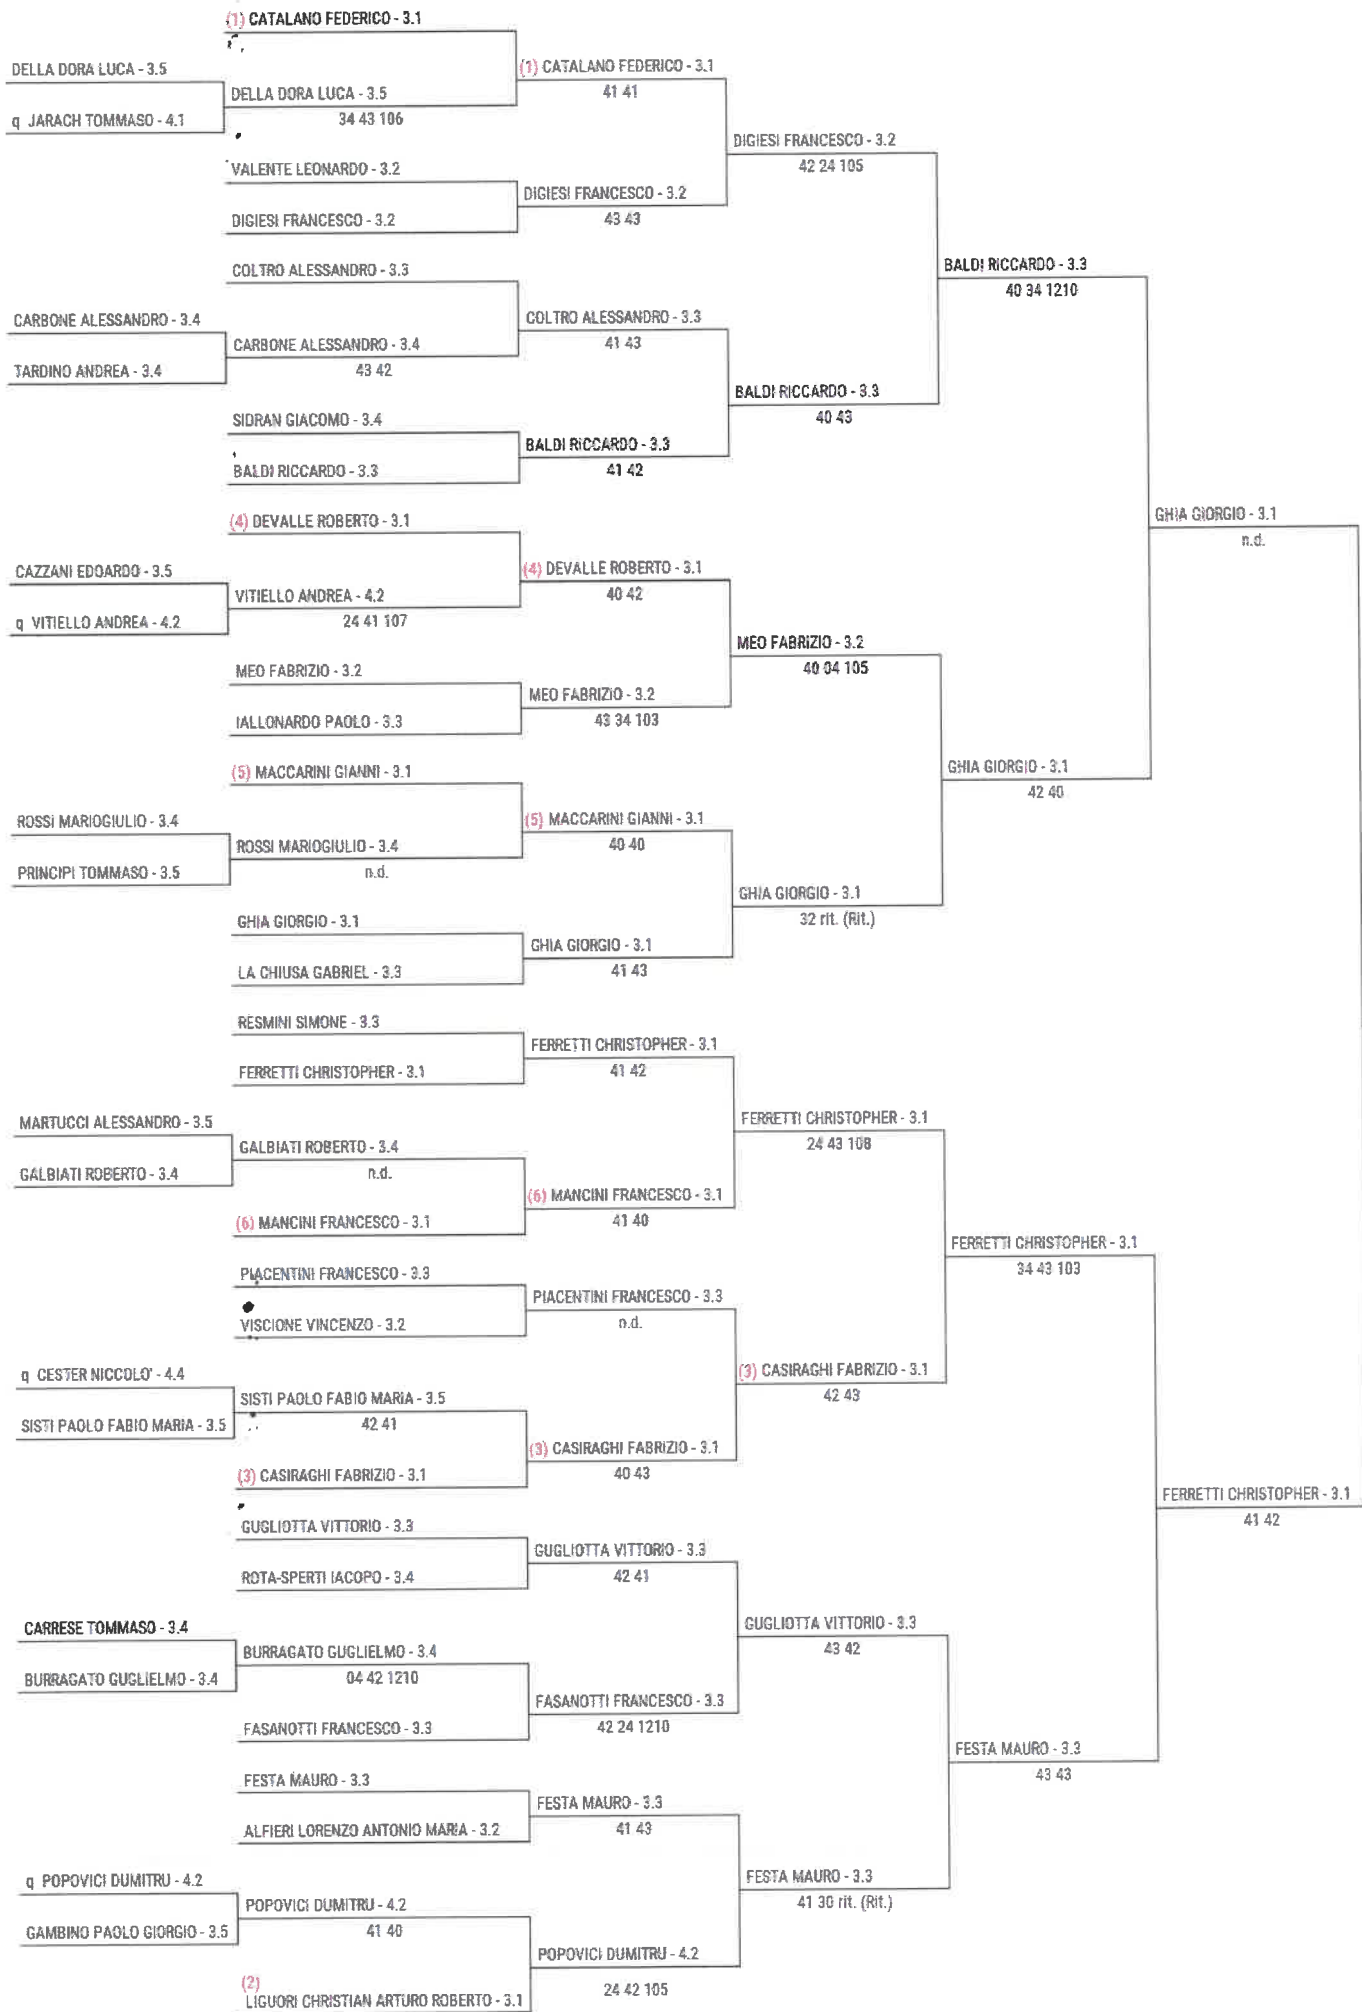 (1) CATALANO FEDERICO - 3.1
DELLA DORA LUCA - 3.5
(1) CATALANO FEDERICO - 3.1
41 41
DELLA DORA LUCA - 3.5
34 43 106
q JARACH TOMMASO - 4.1
DIGIESI FRANCESCO - 3.2
42 24 105
VALENTE LEONARDO - 3.2
DIGIESI FRANCESCO - 3.2
43 43
DIGIESI FRANCESCO - 3.2
COLTRO ALESSANDRO - 3.3
BALDI RICCARDO - 3.3
40 34 1210
CARBONE ALESSANDRO - 3.4
COLTRO ALESSANDRO - 3.3
41 43
CARBONE ALESSANDRO - 3.4
43 42
TARDINO ANDREA - 3.4
BALDI RICCARDO - 3.3
40 43
SIDRAN GIACOMO - 3.4
BALDI RICCARDO - 3.3
41 42
BALDI RICCARDO - 3.3
(4) DEVALLE ROBERTO - 3.1
GHIA GIORGIO - 3.1
n.d.
CAZZANI EDOARDO - 3.5
(4) DEVALLE ROBERTO - 3.1
40 42
VITIELLO ANDREA - 4.2
24 41 107
q VITIELLO ANDREA - 4.2
MEO FABRIZIO - 3.2
40 04 105
MEO FABRIZIO - 3.2
MEO FABRIZIO - 3.2
43 34 103
IALLONARDO PAOLO - 3.3
(5) MACCARINI GIANNI - 3.1
GHIA GIORGIO - 3.1
42 40
ROSSI MARIOGIULIO - 3.4
(5) MACCARINI GIANNI - 3.1
40 40
ROSSI MARIOGIULIO - 3.4
n.d.
PRINCIPI TOMMASO - 3.5
GHIA GIORGIO - 3.1
32 rit. (Rit.)
GHIA GIORGIO - 3.1
GHIA GIORGIO - 3.1
41 43
LA CHIUSA GABRIEL - 3.3
RESMINI SIMONE - 3.3
FERRETTI CHRISTOPHER - 3.1
41 42
FERRETTI CHRISTOPHER - 3.1
MARTUCCI ALESSANDRO - 3.5
FERRETTI CHRISTOPHER - 3.1
24 43 108
GALBIATI ROBERTO - 3.4
n.d.
GALBIATI ROBERTO - 3.4
(6) MANCINI FRANCESCO - 3.1
41 40
(6) MANCINI FRANCESCO - 3.1
FERRETTI CHRISTOPHER - 3.1
34 43 103
PIACENTINI FRANCESCO - 3.3
PIACENTINI FRANCESCO - 3.3
n.d.
VISCIONE VINCENZO - 3.2
q CESTER NICCOLO' - 4.4
(3) CASIRAGHI FABRIZIO - 3.1
42 43
SISTI PAOLO FABIO MARIA - 3.5
42 41
SISTI PAOLO FABIO MARIA - 3.5
(3) CASIRAGHI FABRIZIO - 3.1
40 43
(3) CASIRAGHI FABRIZIO - 3.1
FERRETTI CHRISTOPHER - 3.1
41 42
GUGLIOTTA VITTORIO - 3.3
GUGLIOTTA VITTORIO - 3.3
42 41
ROTA-SPERTI IACOPO - 3.4
CARRESE TOMMASO - 3.4
GUGLIOTTA VITTORIO - 3.3
43 42
BURRAGATO GUGLIELMO - 3.4
04 42 1210
BURRAGATO GUGLIELMO - 3.4
FASANOTTI FRANCESCO - 3.3
42 24 1210
FASANOTTI FRANCESCO - 3.3
FESTA MAURO - 3.3
43 43
FESTA MAURO - 3.3
FESTA MAURO - 3.3
41 43
ALFIERI LORENZO ANTONIO MARIA - 3.2
q POPOVICI DUMITRU - 4.2
FESTA MAURO - 3.3
41 30 rit. (Rit.)
POPOVICI DUMITRU - 4.2
41 40
GAMBINO PAOLO GIORGIO - 3.5
POPOVICI DUMITRU - 4.2
24 42 105
(2)
LIGUORI CHRISTIAN ARTURO ROBERTO - 3.1